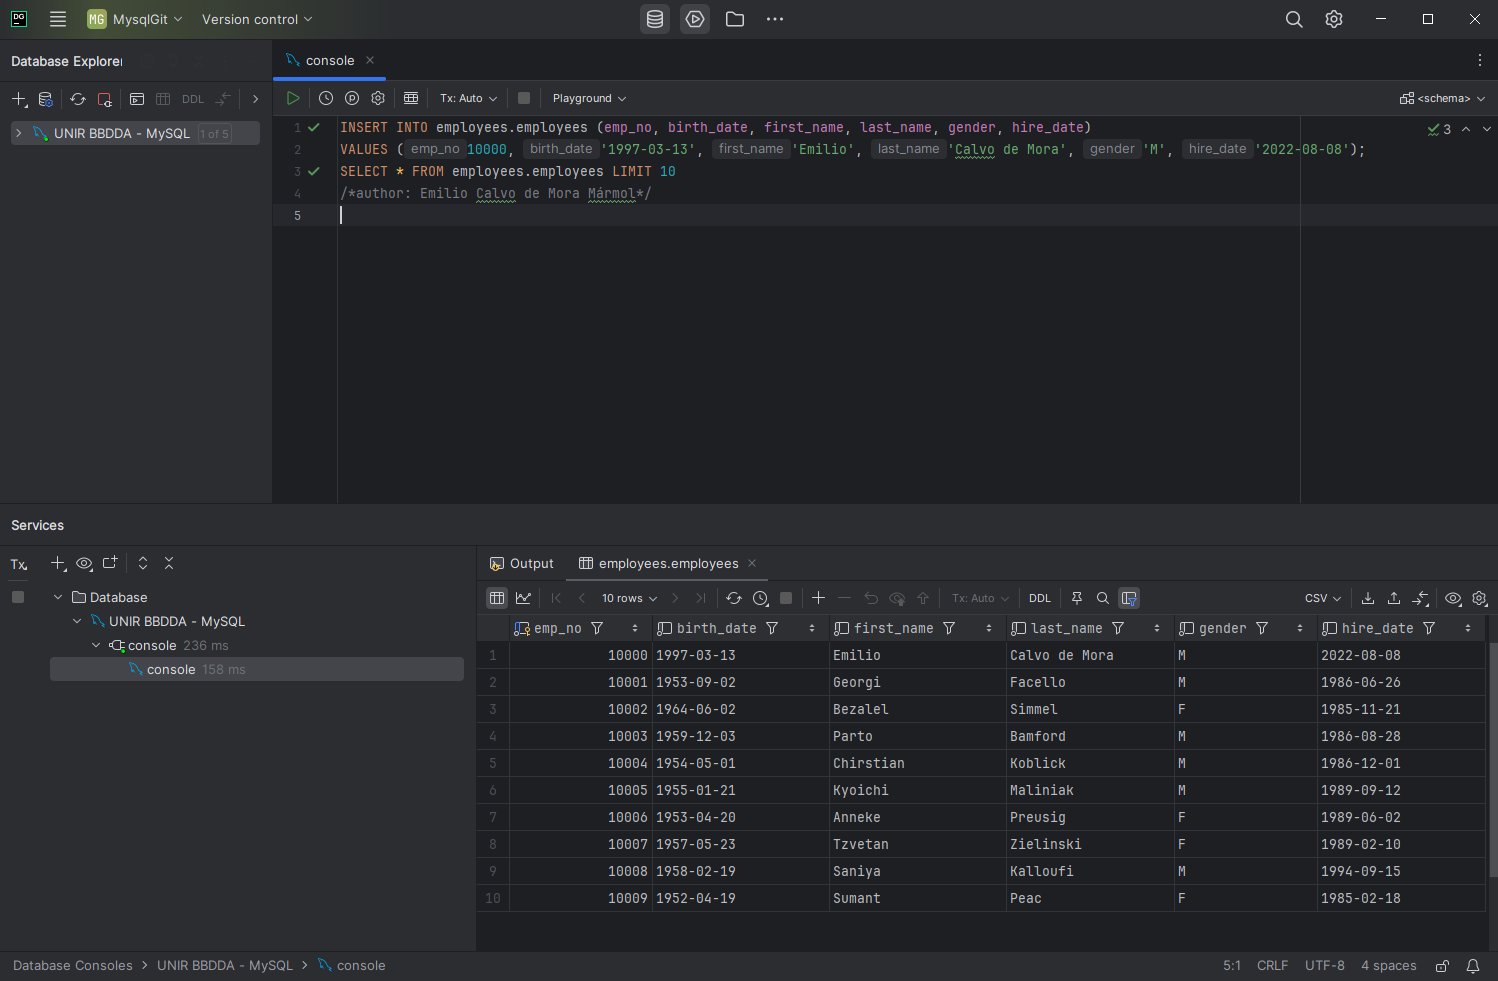 DG MG MysqlGit Version control
Database Explorer
console
DDL
UNIR BBDDA - MySQL 1 of 5
Tx: Auto Playground <schema>
1 INSERT INTO employees.employees (emp_no, birth_date, first_name, last_name, gender, hire_date) 3
2 VALUES ( emp_no 10000, birth_date '1997-03-13', first_name 'Emilio', last_name 'Calvo de Mora', gender 'M', hire_date '2022-08-08');
3 SELECT * FROM employees.employees LIMIT 10
4 /*author: Emilio Calvo de Mora Mármol*/
5
Services
Tx
Database
UNIR BBDDA - MySQL
console 236 ms
console 158 ms
Output employees.employees
10 rows Tx: Auto DDL CSV
emp_no birth_date first_name last_name gender hire_date
1 10000 1997-03-13 Emilio Calvo de Mora M 2022-08-08
2 10001 1953-09-02 Georgi Facello M 1986-06-26
3 10002 1964-06-02 Bezalel Simmel F 1985-11-21
4 10003 1959-12-03 Parto Bamford M 1986-08-28
5 10004 1954-05-01 Chirstian Koblick M 1986-12-01
6 10005 1955-01-21 Kyoichi Maliniak M 1989-09-12
7 10006 1953-04-20 Anneke Preusig F 1989-06-02
8 10007 1957-05-23 Tzvetan Zielinski F 1989-02-10
9 10008 1958-02-19 Saniya Kalloufi M 1994-09-15
10 10009 1952-04-19 Sumant Peac F 1985-02-18
Database Consoles > UNIR BBDDA - MySQL > console 5:1 CRLF UTF-8 4 spaces